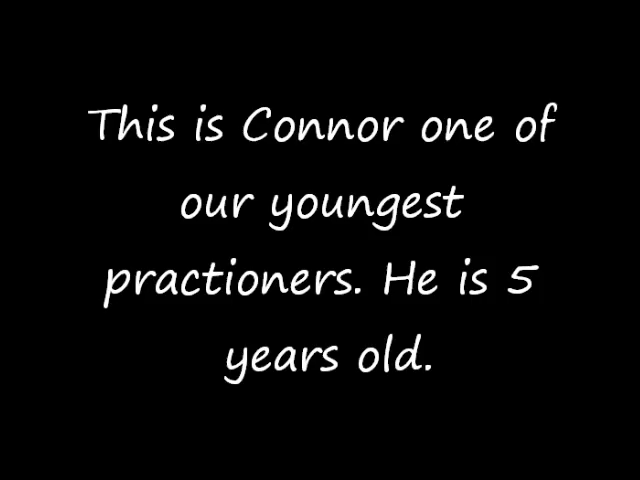 This is Connor one of
our youngest
practioners. He is 5
years old.